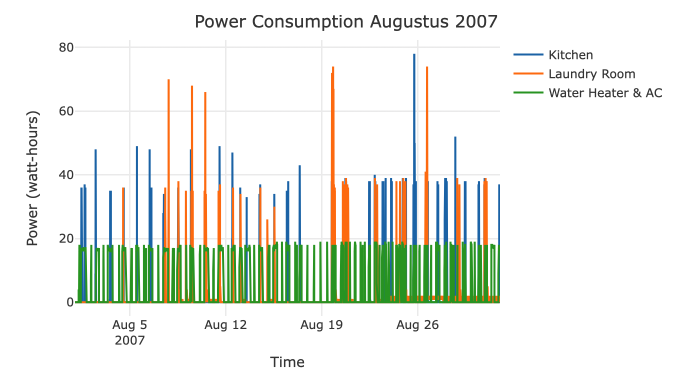 Power Consumption Augustus 2007
Kitchen
Laundry Room
Water Heater & AC
Power (watt-hours)
80
60
40
20
0
Aug 5
2007
Aug 12
Aug 19
Aug 26
Time